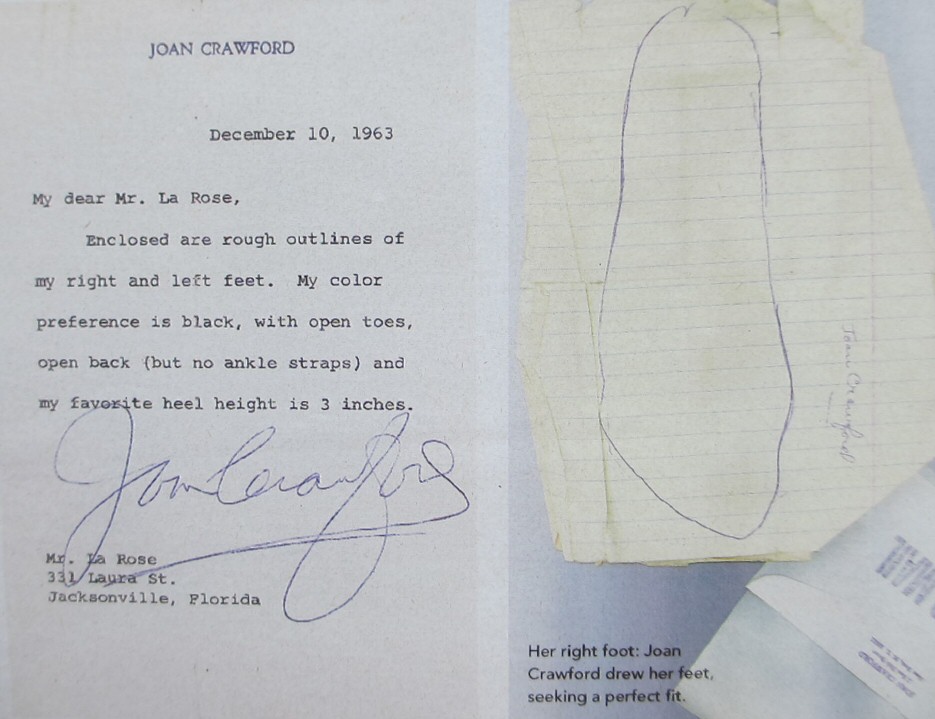 JOAN CRAWFORD
December 10, 1963
My dear Mr. La Rose,
Enclosed are rough outlines of
my right and left feet. My color
preference is black, with open toes,
open back (but no ankle straps) and
my favorite heel height is 3 inches.
Joan Crawford
Mr. La Rose
331 Laura St.
Jacksonville, Florida
Joan Crawford
Her right foot: Joan
Crawford drew her feet,
seeking a perfect fit.
JOAN CRAWFORD